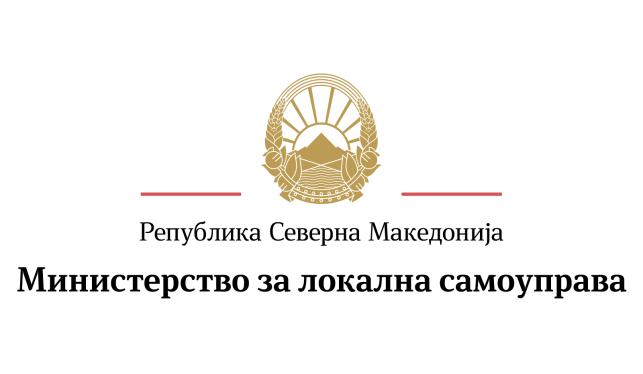 Република Северна Македонија
Министерство за локална самоуправа